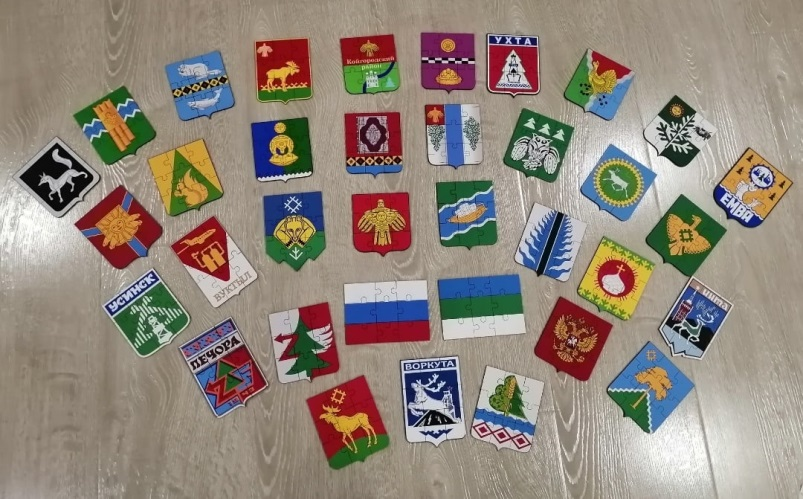 УХТА
Койгородский
район
ЕМВА
ВУКТЫЛ
УСИНСК
ИНТА
ПЕЧОРА
ВОРКУТА